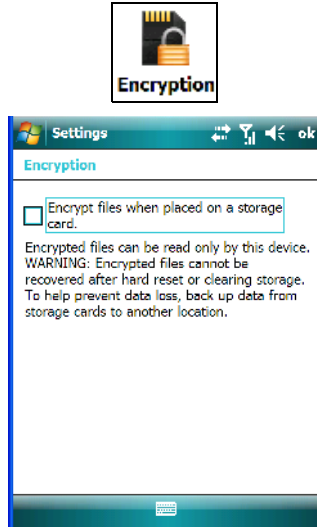 Encryption
Settings
ok
Encryption
Encrypt files when placed on a storage
card.
Encrypted files can be read only by this device.
WARNING: Encrypted files cannot be
recovered after hard reset or clearing storage.
To help prevent data loss, back up data from
storage cards to another location.